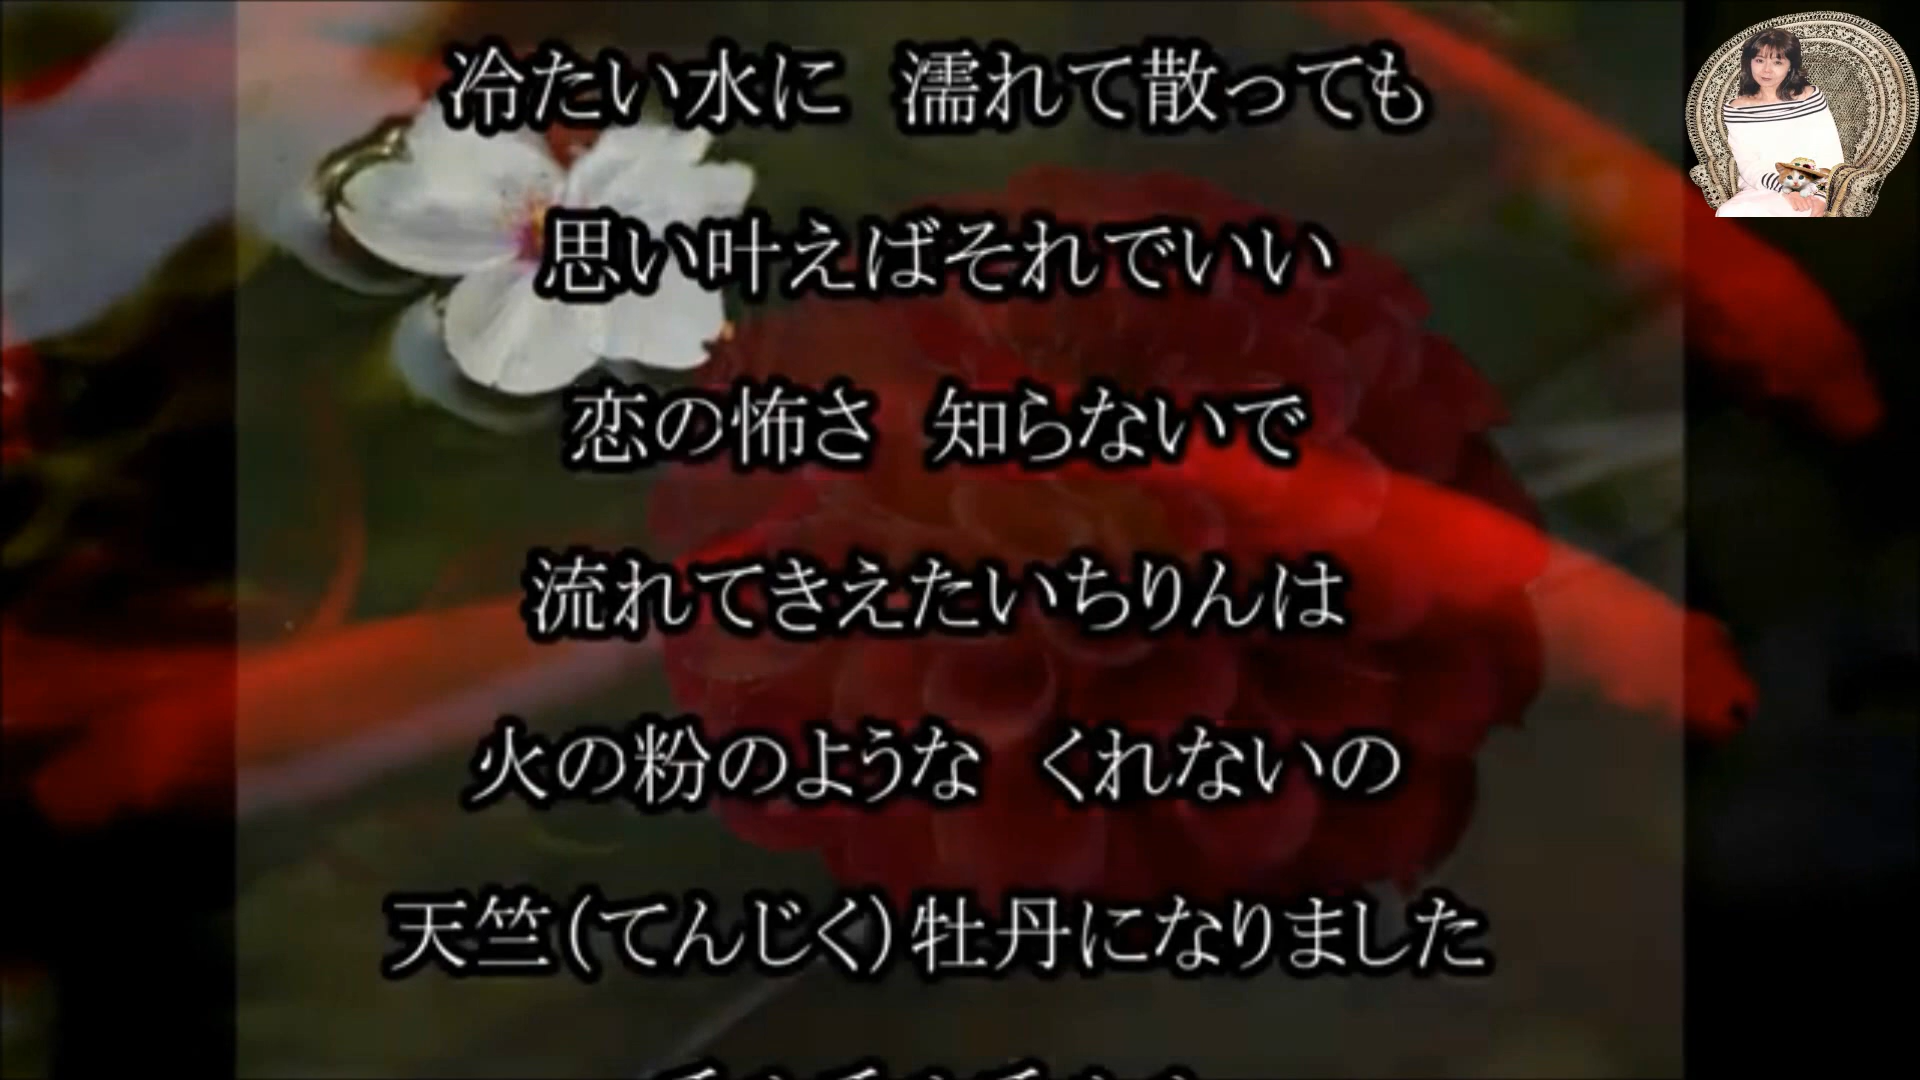 冷たい水に　濡れて散っても
思い叶えばそれでいい
恋の怖さ　知らないで
流れてきえたいちりんは
火の粉のような　くれないの
天竺（てんじく）牡丹になりました